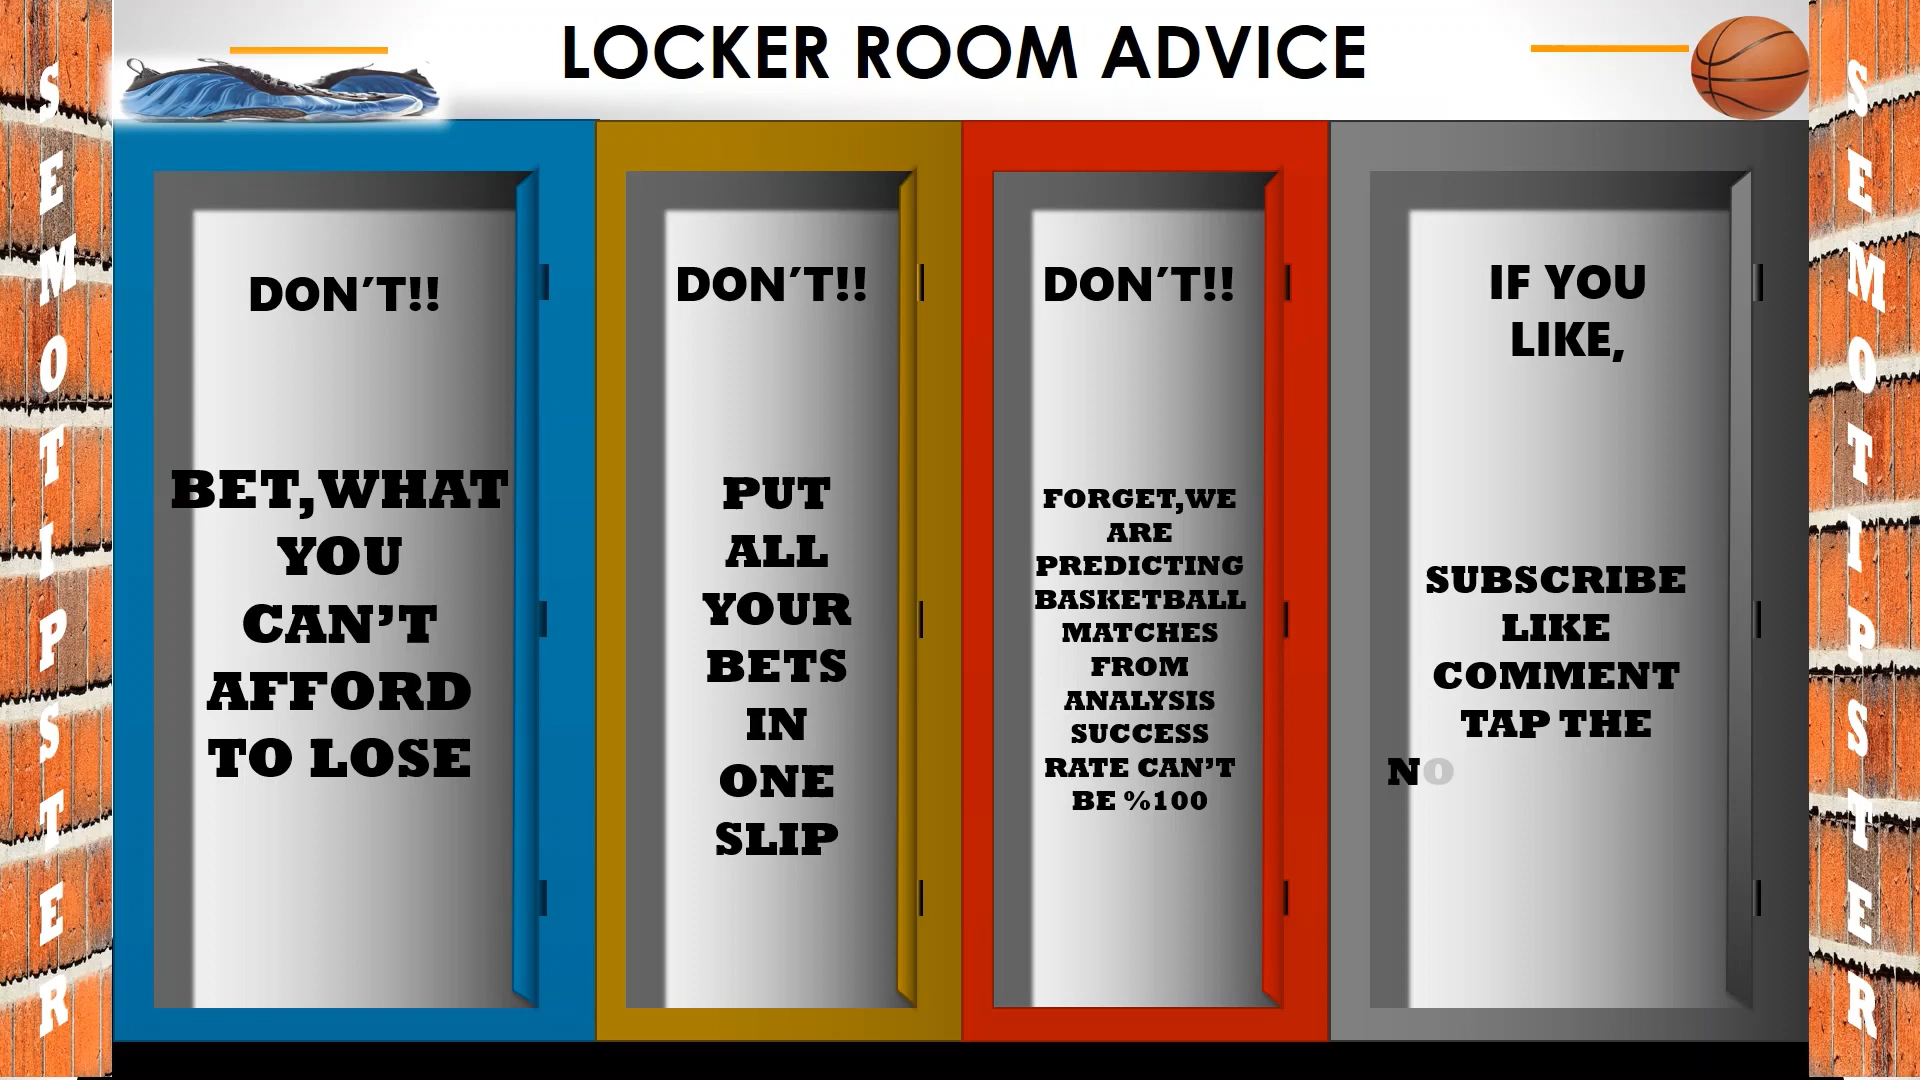 LOCKER ROOM ADVICE
SEMOTIPSTER
DON'T!!
BET,WHAT
YOU
CAN'T
AFFORD
TO LOSE
DON'T!!
PUT
ALL
YOUR
BETS
IN
ONE
SLIP
DON'T!!
FORGET,WE
ARE
PREDICTING
BASKETBALL
MATCHES
FROM
ANALYSIS
SUCCESS
RATE CAN'T
BE %100
IF YOU
LIKE,
SUBSCRIBE
LIKE
COMMENT
TAP THE
NO
SEMOTIPSTER